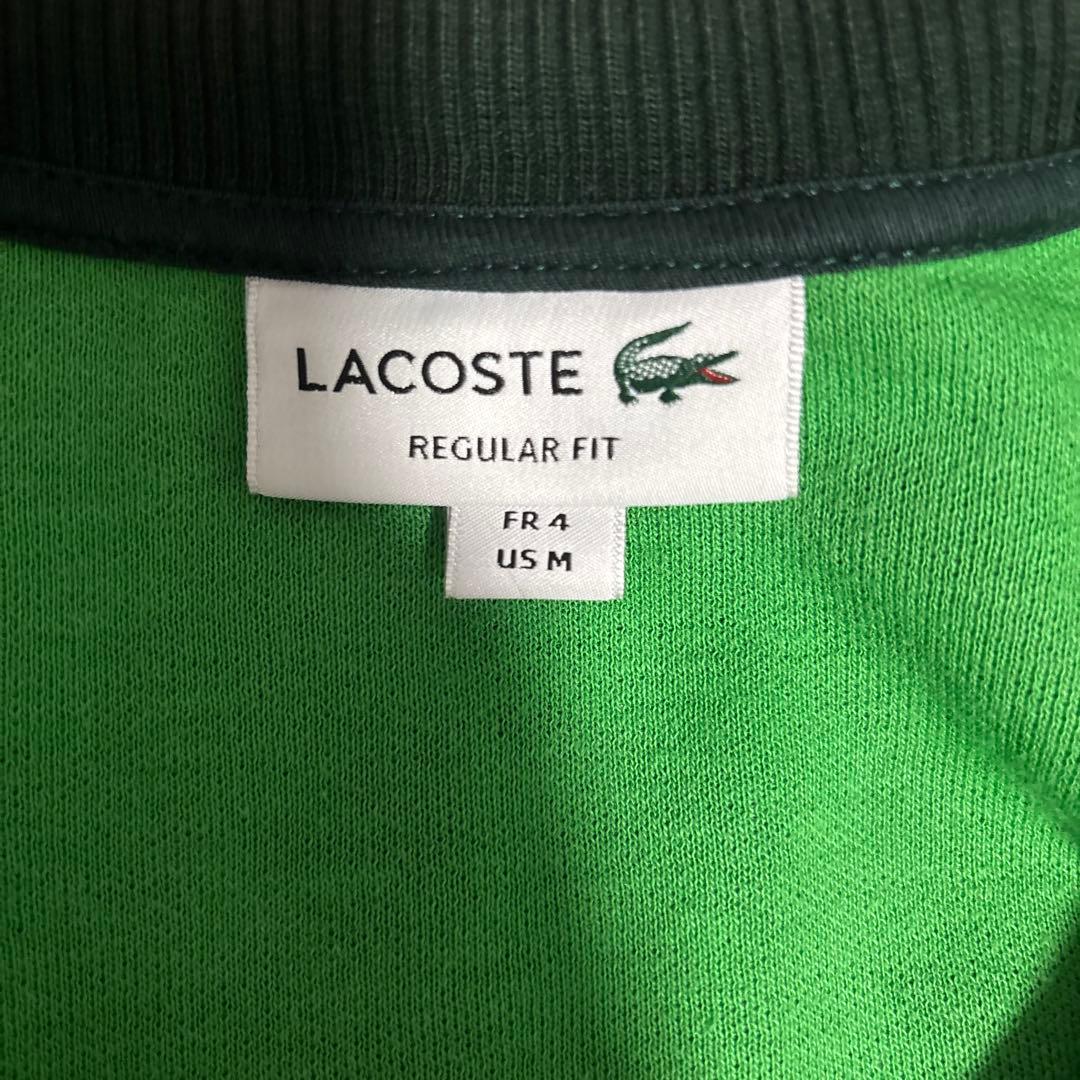 LACOSTE
REGULAR FIT
FR 4
US M